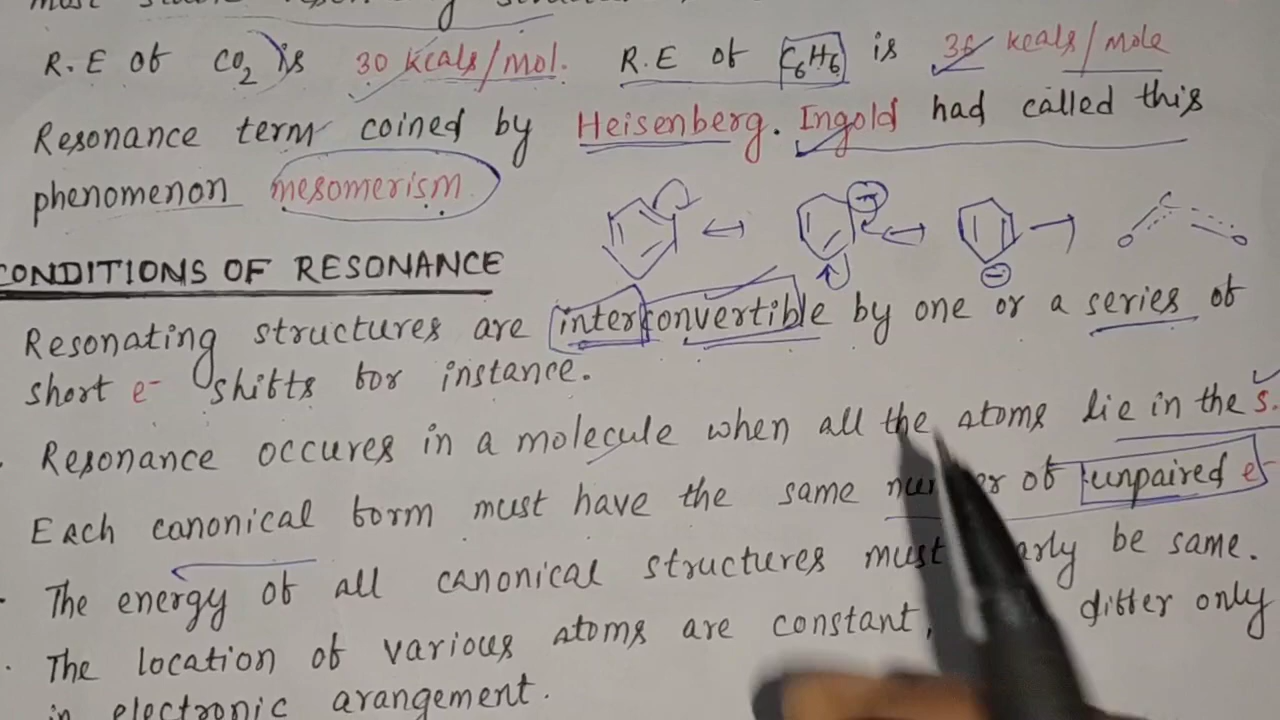 R.E of CO2 is 30 kcals/mol. R.E of C6H6 is 36 kcals/mole
Resonance term coined by Heisenberg. Ingold had called this
phenomenon mesomerism
CONDITIONS OF RESONANCE
Resonating structures are interconvertible by one or a series of
short e- shifts for instance.
Resonance occures in a molecule when all the atoms lie in the s.
Each canonical form must have the same number of unpaired e-
The energy of all canonical structures must be same.
The location of various atoms are constant, differ only
in electronic arangement.